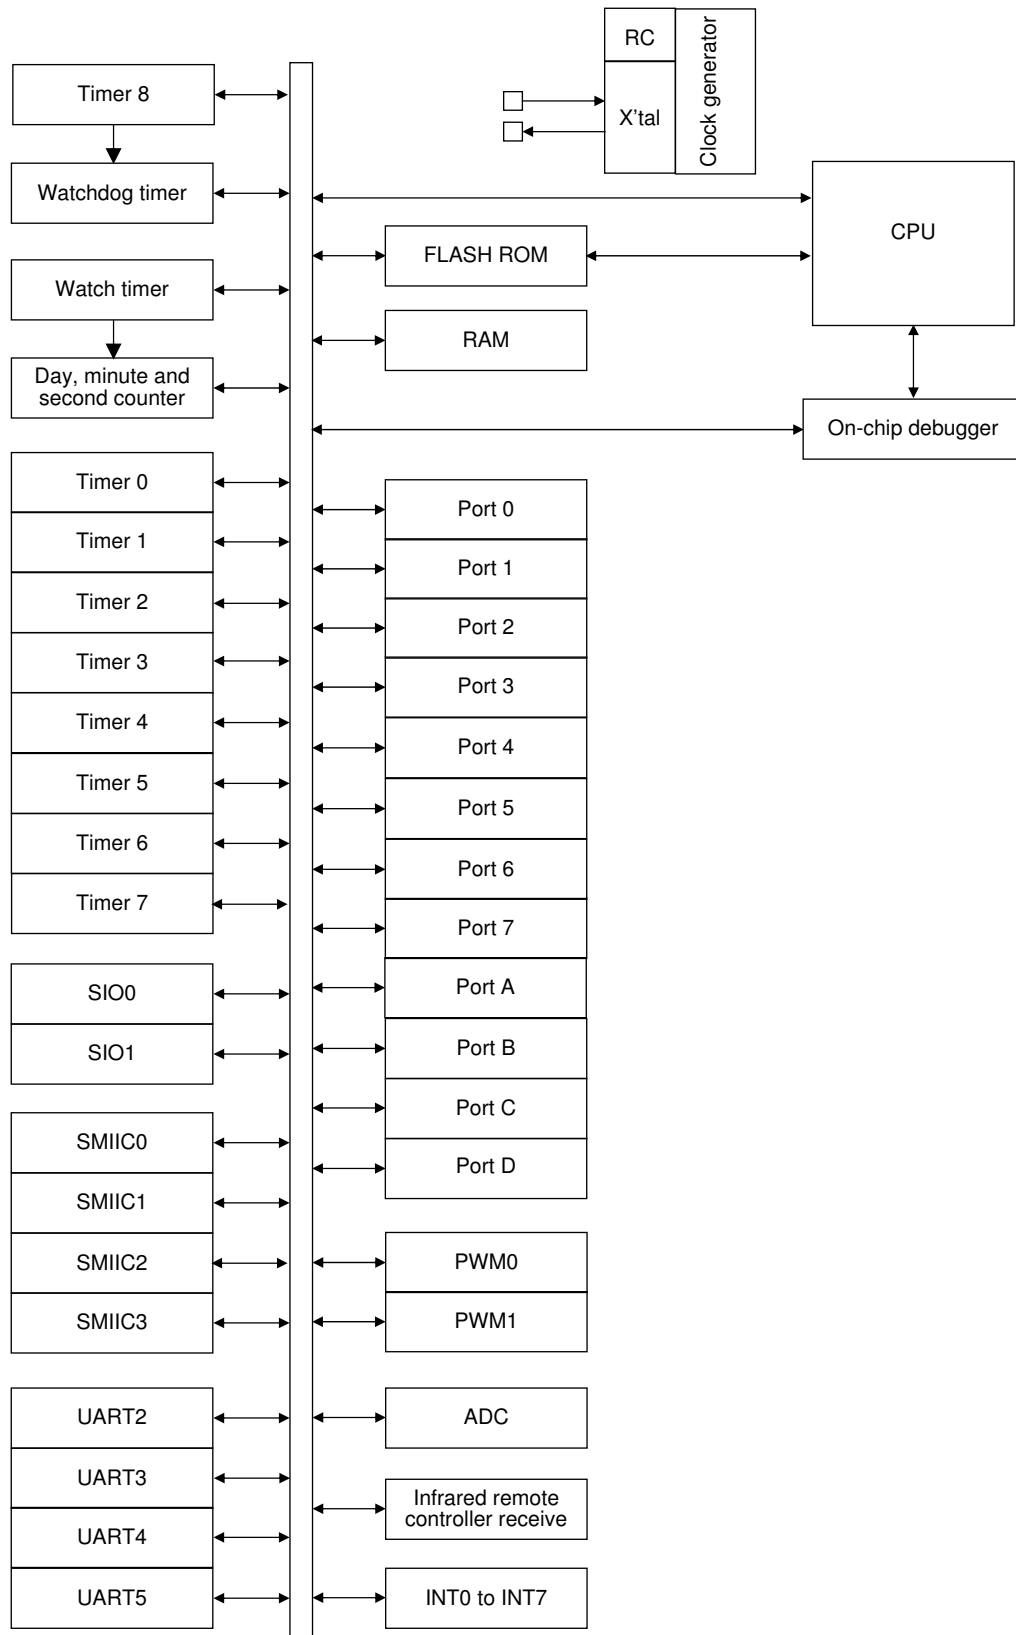 Timer 8
Watchdog timer
Watch timer
Day, minute and
second counter
Timer 0
Timer 1
Timer 2
Timer 3
Timer 4
Timer 5
Timer 6
Timer 7
SIO0
SIO1
SMIIC0
SMIIC1
SMIIC2
SMIIC3
UART2
UART3
UART4
UART5
RC
X'tal
Clock generator
CPU
FLASH ROM
RAM
On-chip debugger
Port 0
Port 1
Port 2
Port 3
Port 4
Port 5
Port 6
Port 7
Port A
Port B
Port C
Port D
PWM0
PWM1
ADC
Infrared remote
controller receive
INT0 to INT7